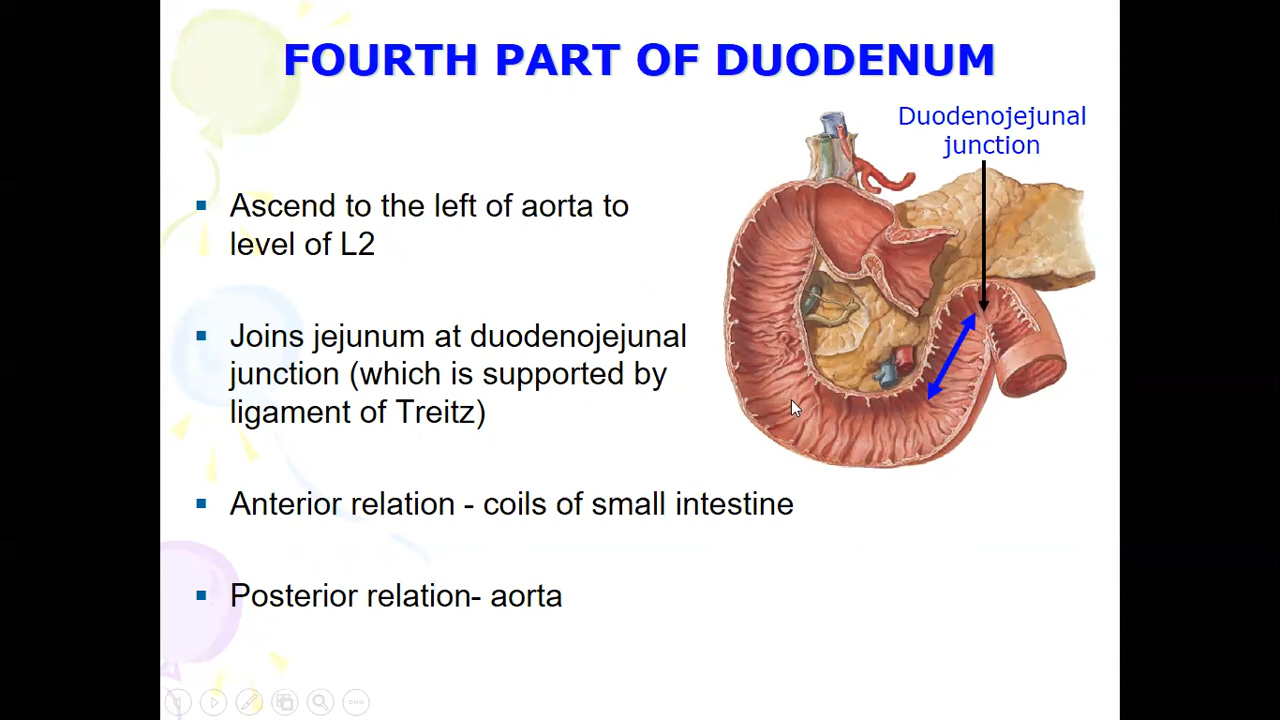 FOURTH PART OF DUODENUM
Duodenojejunal
junction
▪ Ascend to the left of aorta to
level of L2
▪ Joins jejunum at duodenojejunal
junction (which is supported by
ligament of Treitz)
▪ Anterior relation - coils of small intestine
▪ Posterior relation- aorta